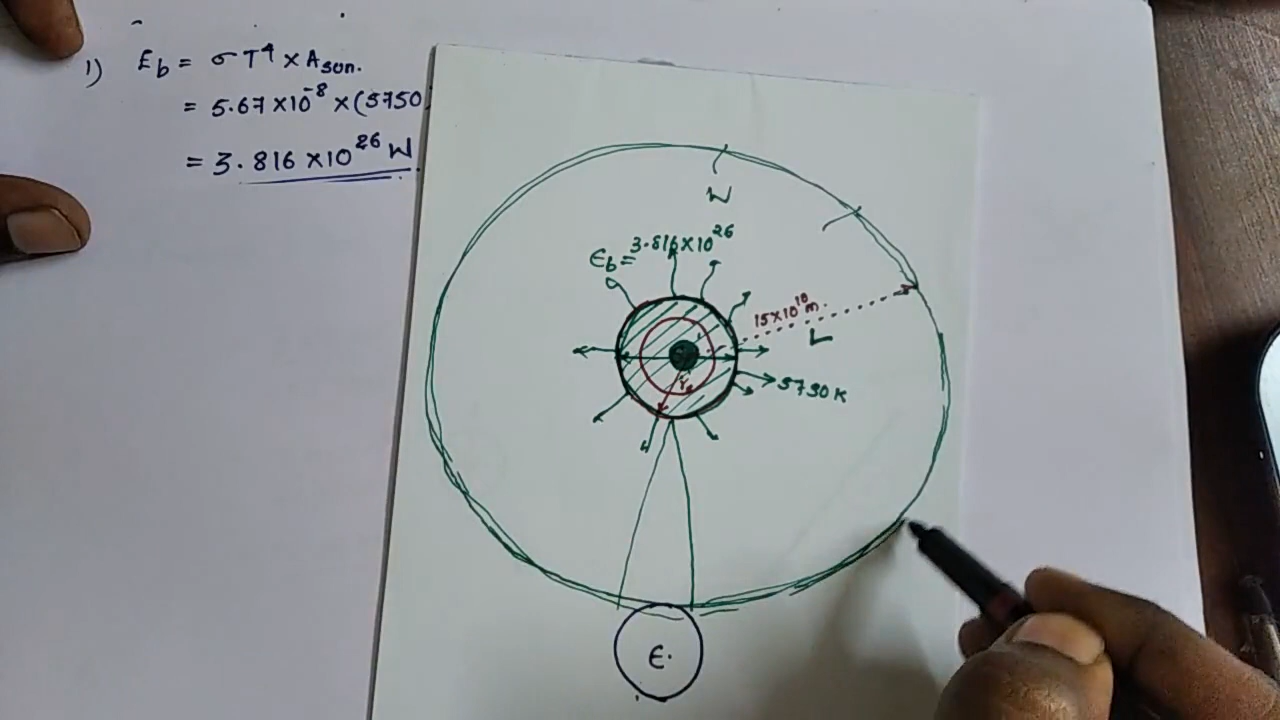 1) Eb = σT⁴ × Asun.
= 5.67 × 10⁻⁸ × (5750
= 3.816 × 10²⁶ W
W
Eb = 3.816 × 10²⁶
15 × 10¹⁰ m.
L
5750 K
E.